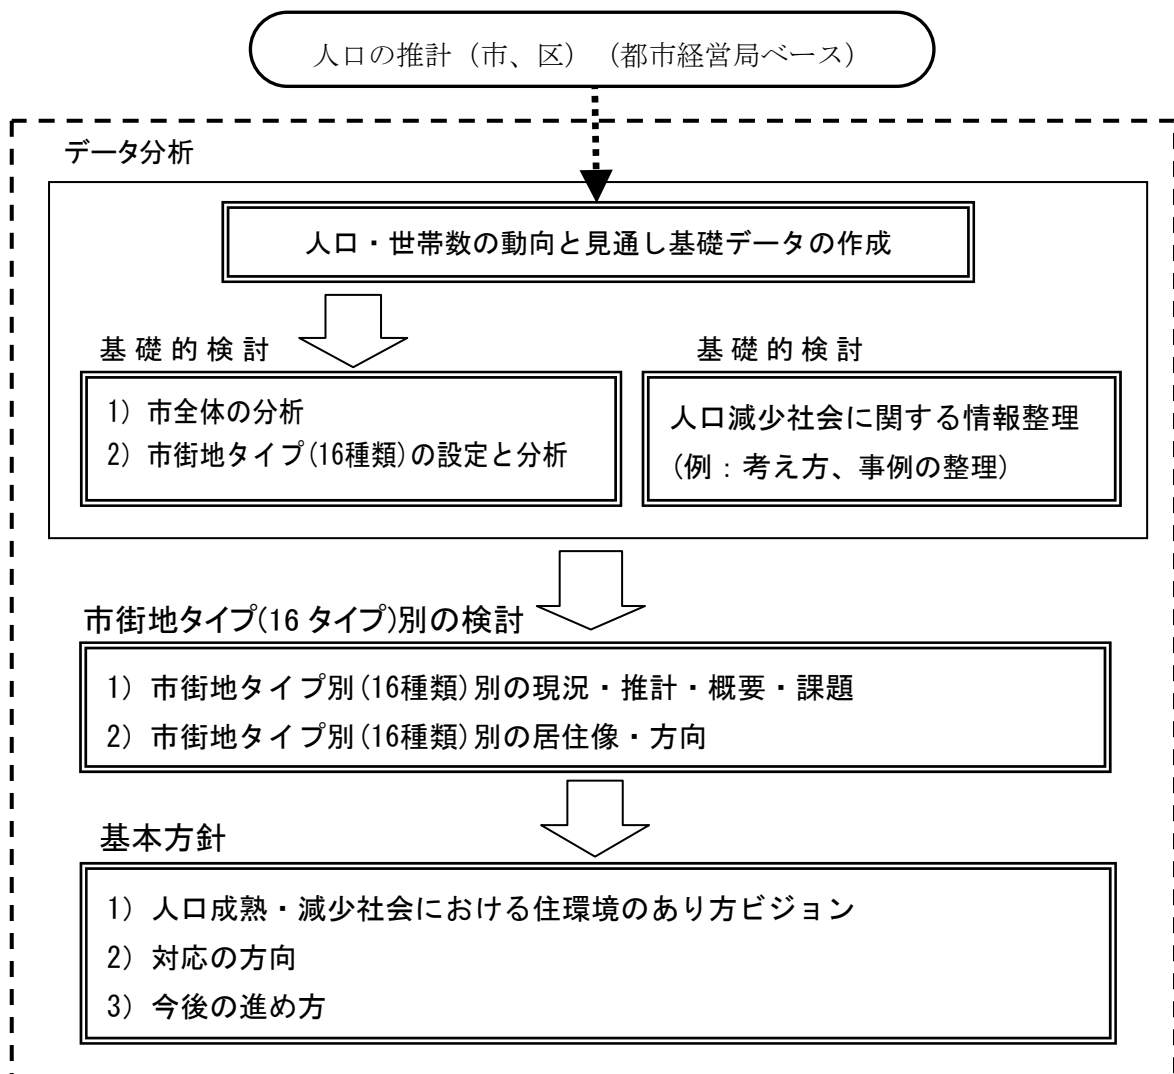 人口の推計（市、区）（都市経営局ベース）
データ分析
人口・世帯数の動向と見通し基礎データの作成
基礎的検討
1）市全体の分析
2）市街地タイプ(16種類)の設定と分析
基礎的検討
人口減少社会に関する情報整理
(例：考え方、事例の整理)
市街地タイプ(16 タイプ)別の検討
1）市街地タイプ別(16種類)別の現況・推計・概要・課題
2）市街地タイプ別(16種類)別の居住像・方向
基本方針
1）人口成熟・減少社会における住環境のあり方ビジョン
2）対応の方向
3）今後の進め方